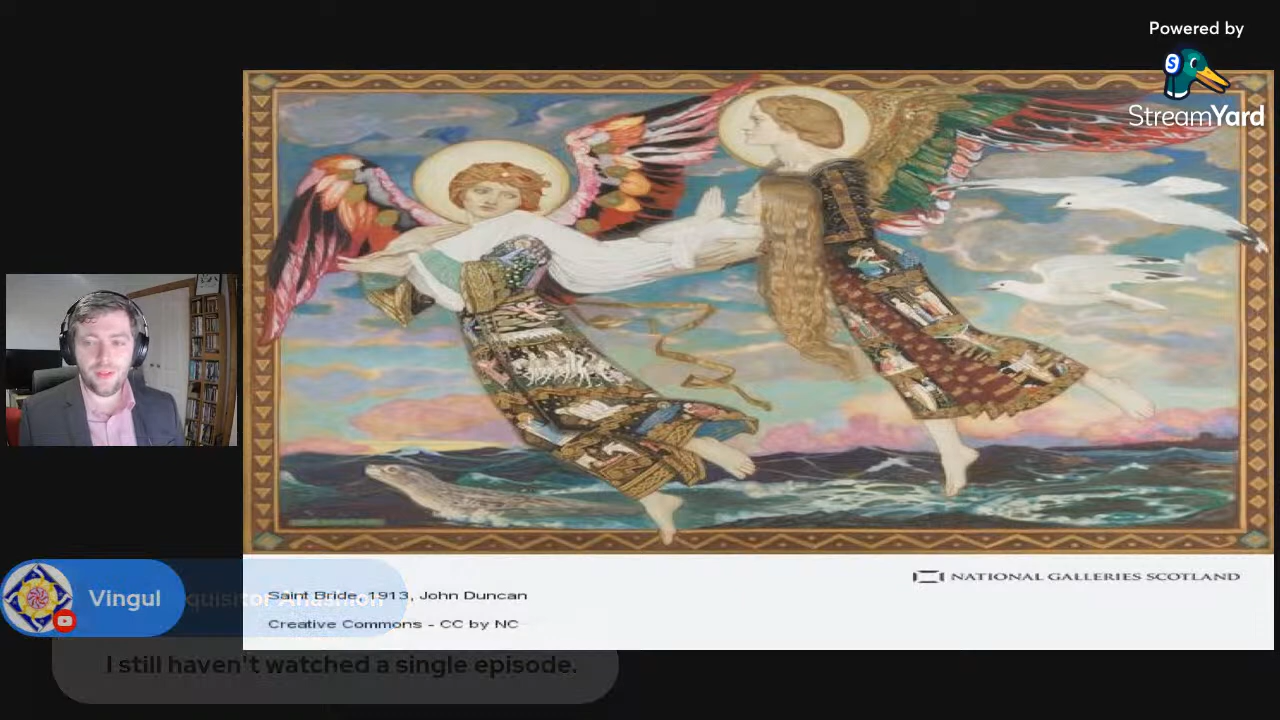 Powered by
StreamYard
NATIONAL GALLERIES SCOTLAND
Saint Bride, 1913, John Duncan
Creative Commons - CC by NC
Vingul
I still haven't watched a single episode.